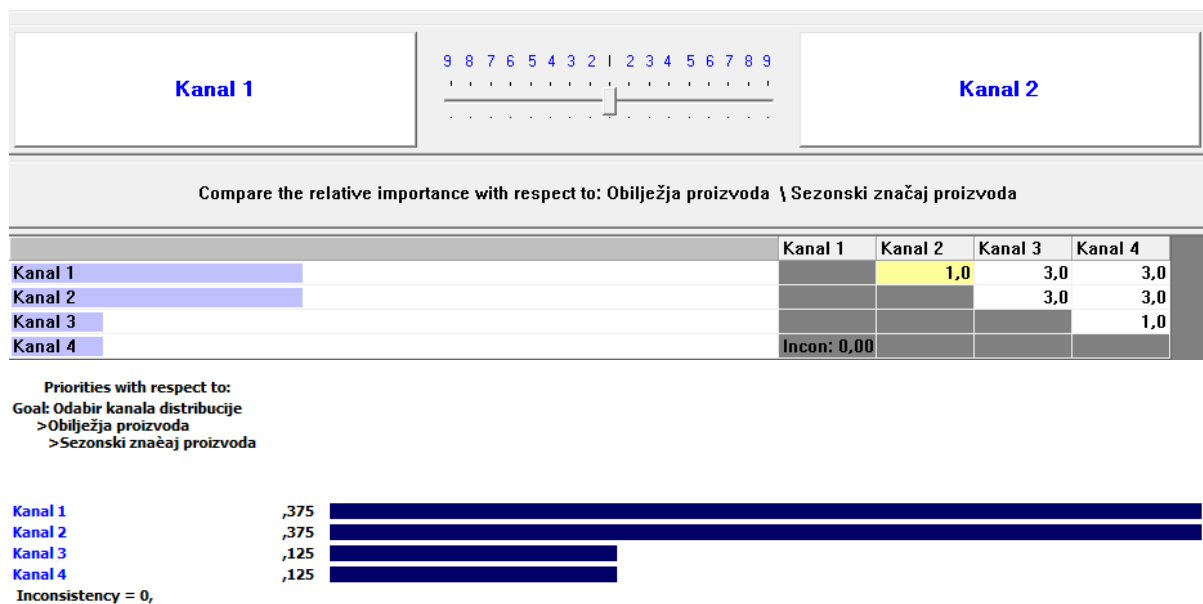 Kanal 1
9 8 7 6 5 4 3 2 1 2 3 4 5 6 7 8 9
Kanal 2
Compare the relative importance with respect to: Obilježja proizvoda \ Sezonski značaj proizvoda
Kanal 1 Kanal 2 Kanal 3 Kanal 4
Kanal 1 1,0 3,0 3,0
Kanal 2 3,0 3,0
Kanal 3 1,0
Kanal 4 Incon: 0,00
Priorities with respect to:
Goal: Odabir kanala distribucije
>Obilježja proizvoda
>Sezonski znaèaj proizvoda
Kanal 1 ,375
Kanal 2 ,375
Kanal 3 ,125
Kanal 4 ,125
Inconsistency = 0,